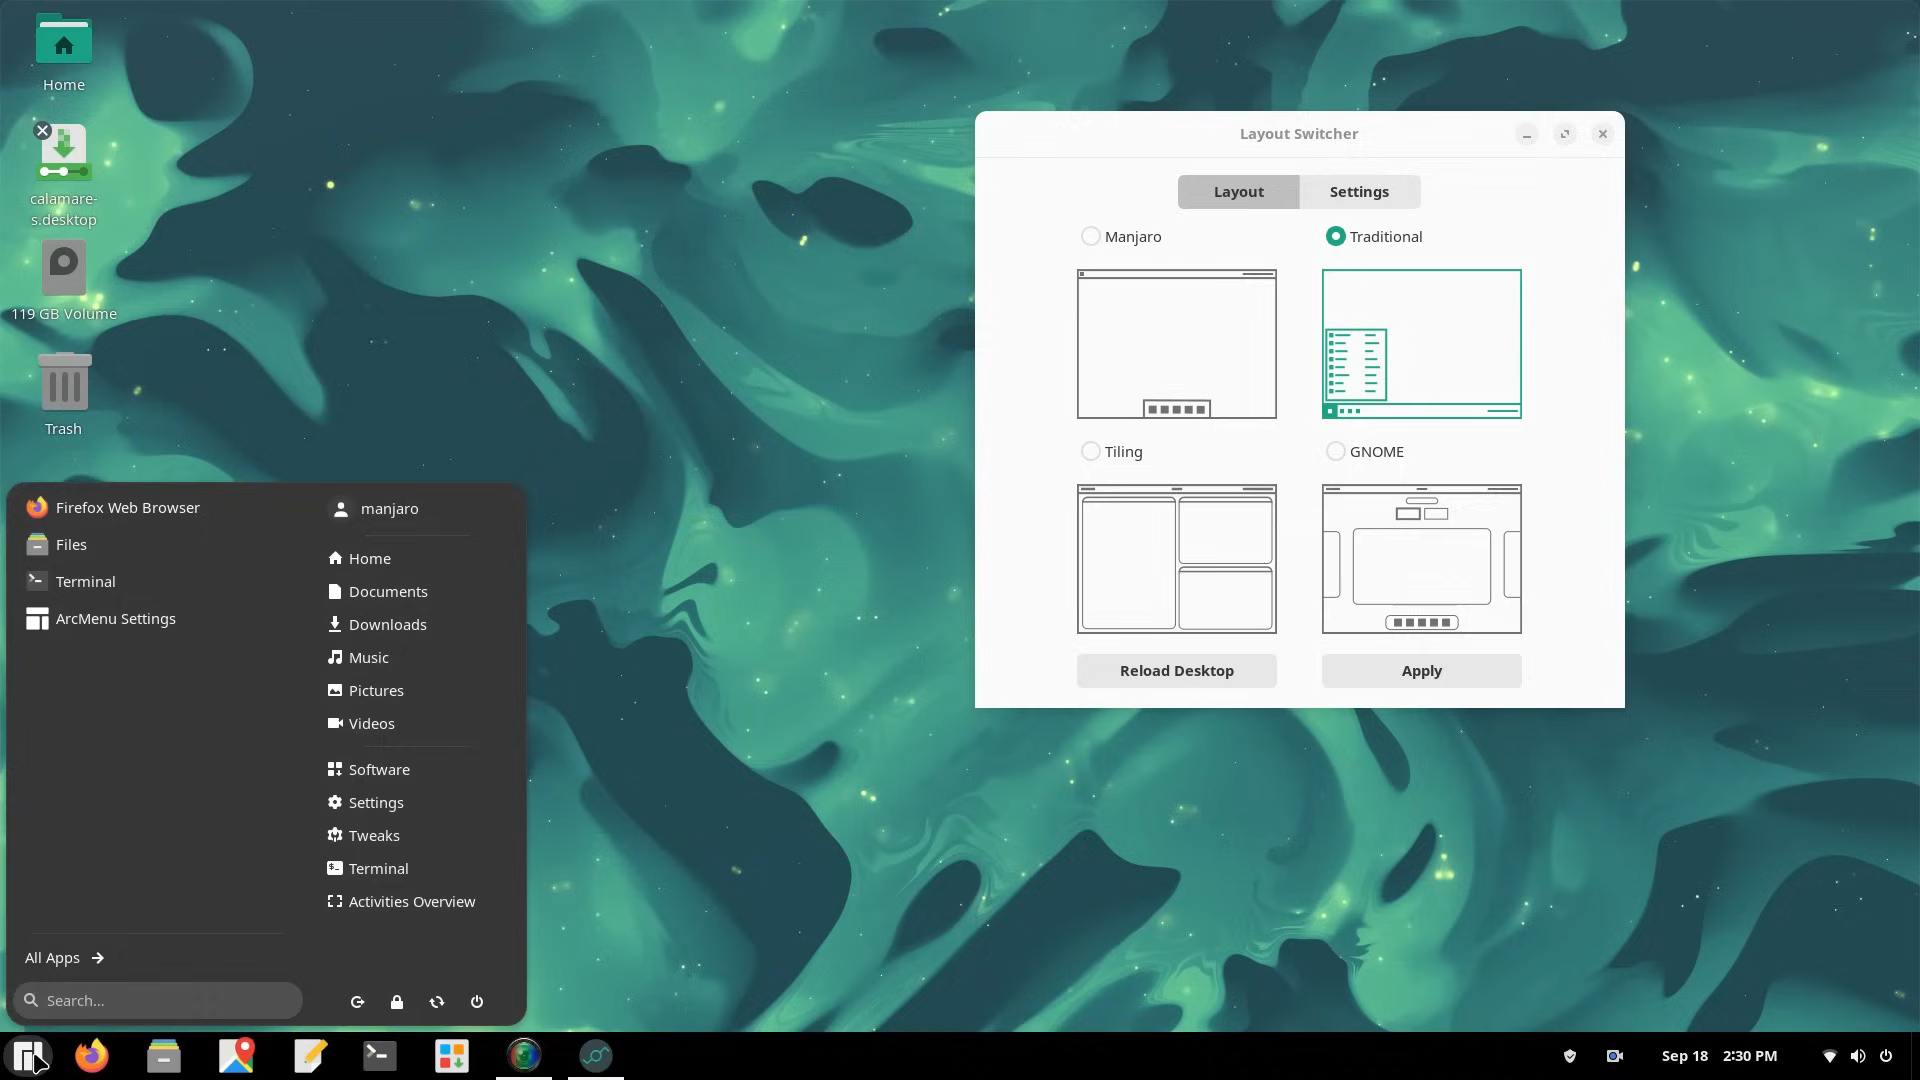 Home
calamare-
s.desktop
119 GB Volume
Trash
Layout Switcher
Layout
Settings
Manjaro
Traditional
Tiling
GNOME
Reload Desktop
Apply
Firefox Web Browser
Files
Terminal
ArcMenu Settings
All Apps
Search...
manjaro
Home
Documents
Downloads
Music
Pictures
Videos
Software
Settings
Tweaks
Terminal
Activities Overview
Sep 18 2:30 PM